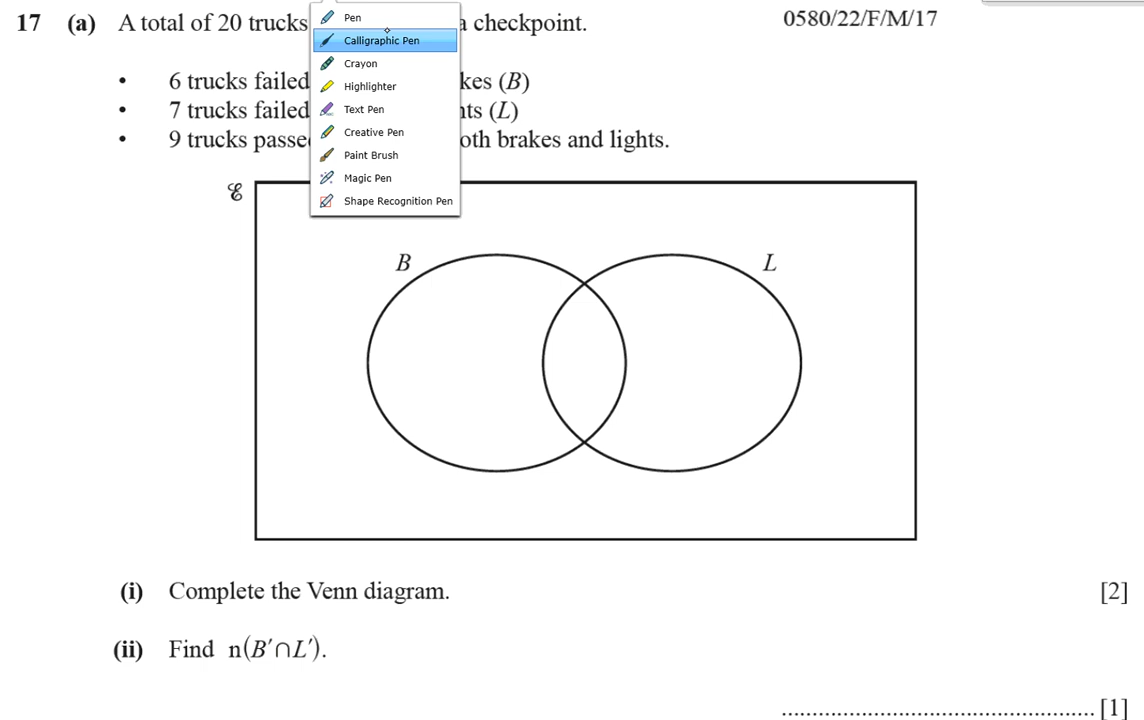 17 (a) A total of 20 trucks a checkpoint. 0580/22/F/M/17
Pen
Calligraphic Pen
Crayon
Highlighter
Text Pen
Creative Pen
Paint Brush
Magic Pen
Shape Recognition Pen
• 6 trucks failed kes (B)
• 7 trucks failed nts (L)
• 9 trucks passe oth brakes and lights.
ℰ
B L
(i) Complete the Venn diagram. [2]
(ii) Find n(B′∩L′).
.................................................... [1]